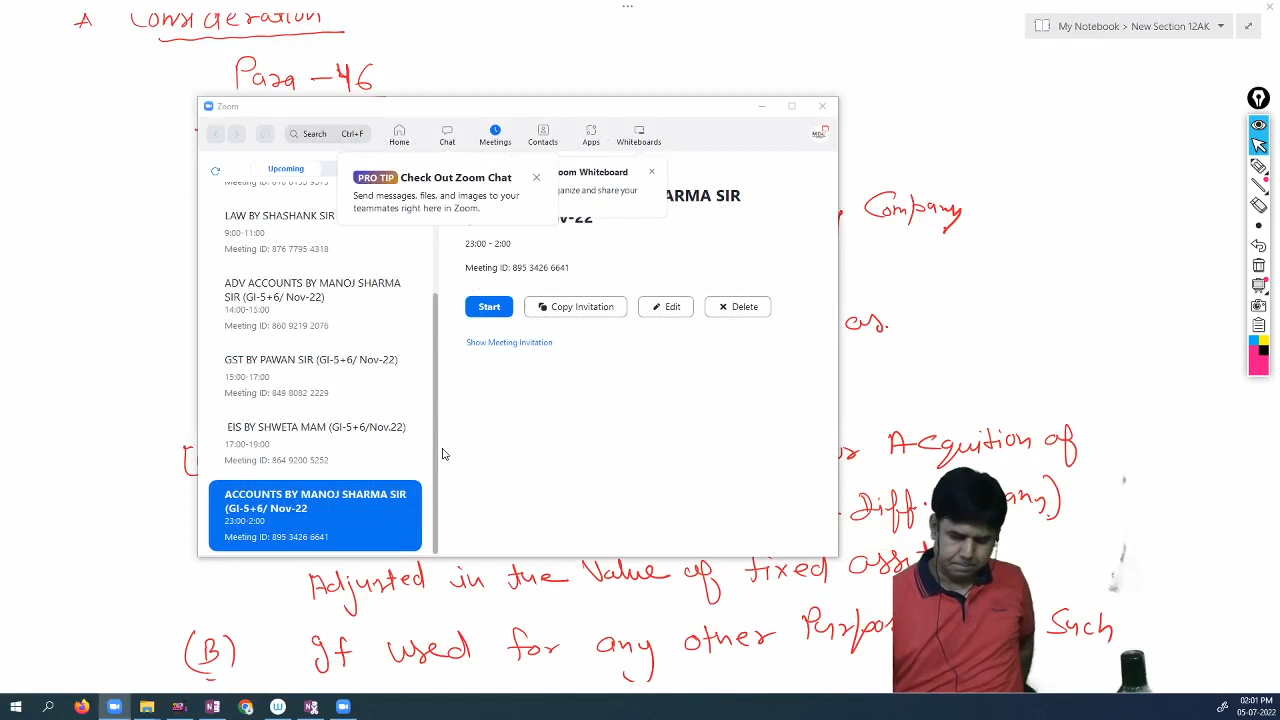 A Consideration
Para - 46
My Notebook > New Section 12AK
Zoom
Search Ctrl+F
Home
Chat
Meetings
Contacts
Apps
Whiteboards
Upcoming
PRO TIP Check Out Zoom Chat
Send messages, files, and images to your
teammates right here in Zoom.
oom Whiteboard
ganize and share your
ARMA SIR
v-22
23:00 - 2:00
Meeting ID: 895 3426 6641
Start
Copy Invitation
Edit
Delete
Show Meeting Invitation
LAW BY SHASHANK SIR
9:00-11:00
Meeting ID: 876 7795 4318
ADV ACCOUNTS BY MANOJ SHARMA
SIR (GI-5+6/ Nov-22)
14:00-15:00
Meeting ID: 860 9219 2076
GST BY PAWAN SIR (GI-5+6/ Nov-22)
15:00-17:00
Meeting ID: 849 8082 2229
EIS BY SHWETA MAM (GI-5+6/Nov.22)
17:00-19:00
Meeting ID: 864 9200 5252
ACCOUNTS BY MANOJ SHARMA SIR
(GI-5+6/ Nov-22
23:00-2:00
Meeting ID: 895 3426 6641
Company
as.
Acquition of
Diff. any)
Adjusted in the Value of fixed
(B) If used for any other Purpos Such
02:01 PM
05-07-2022